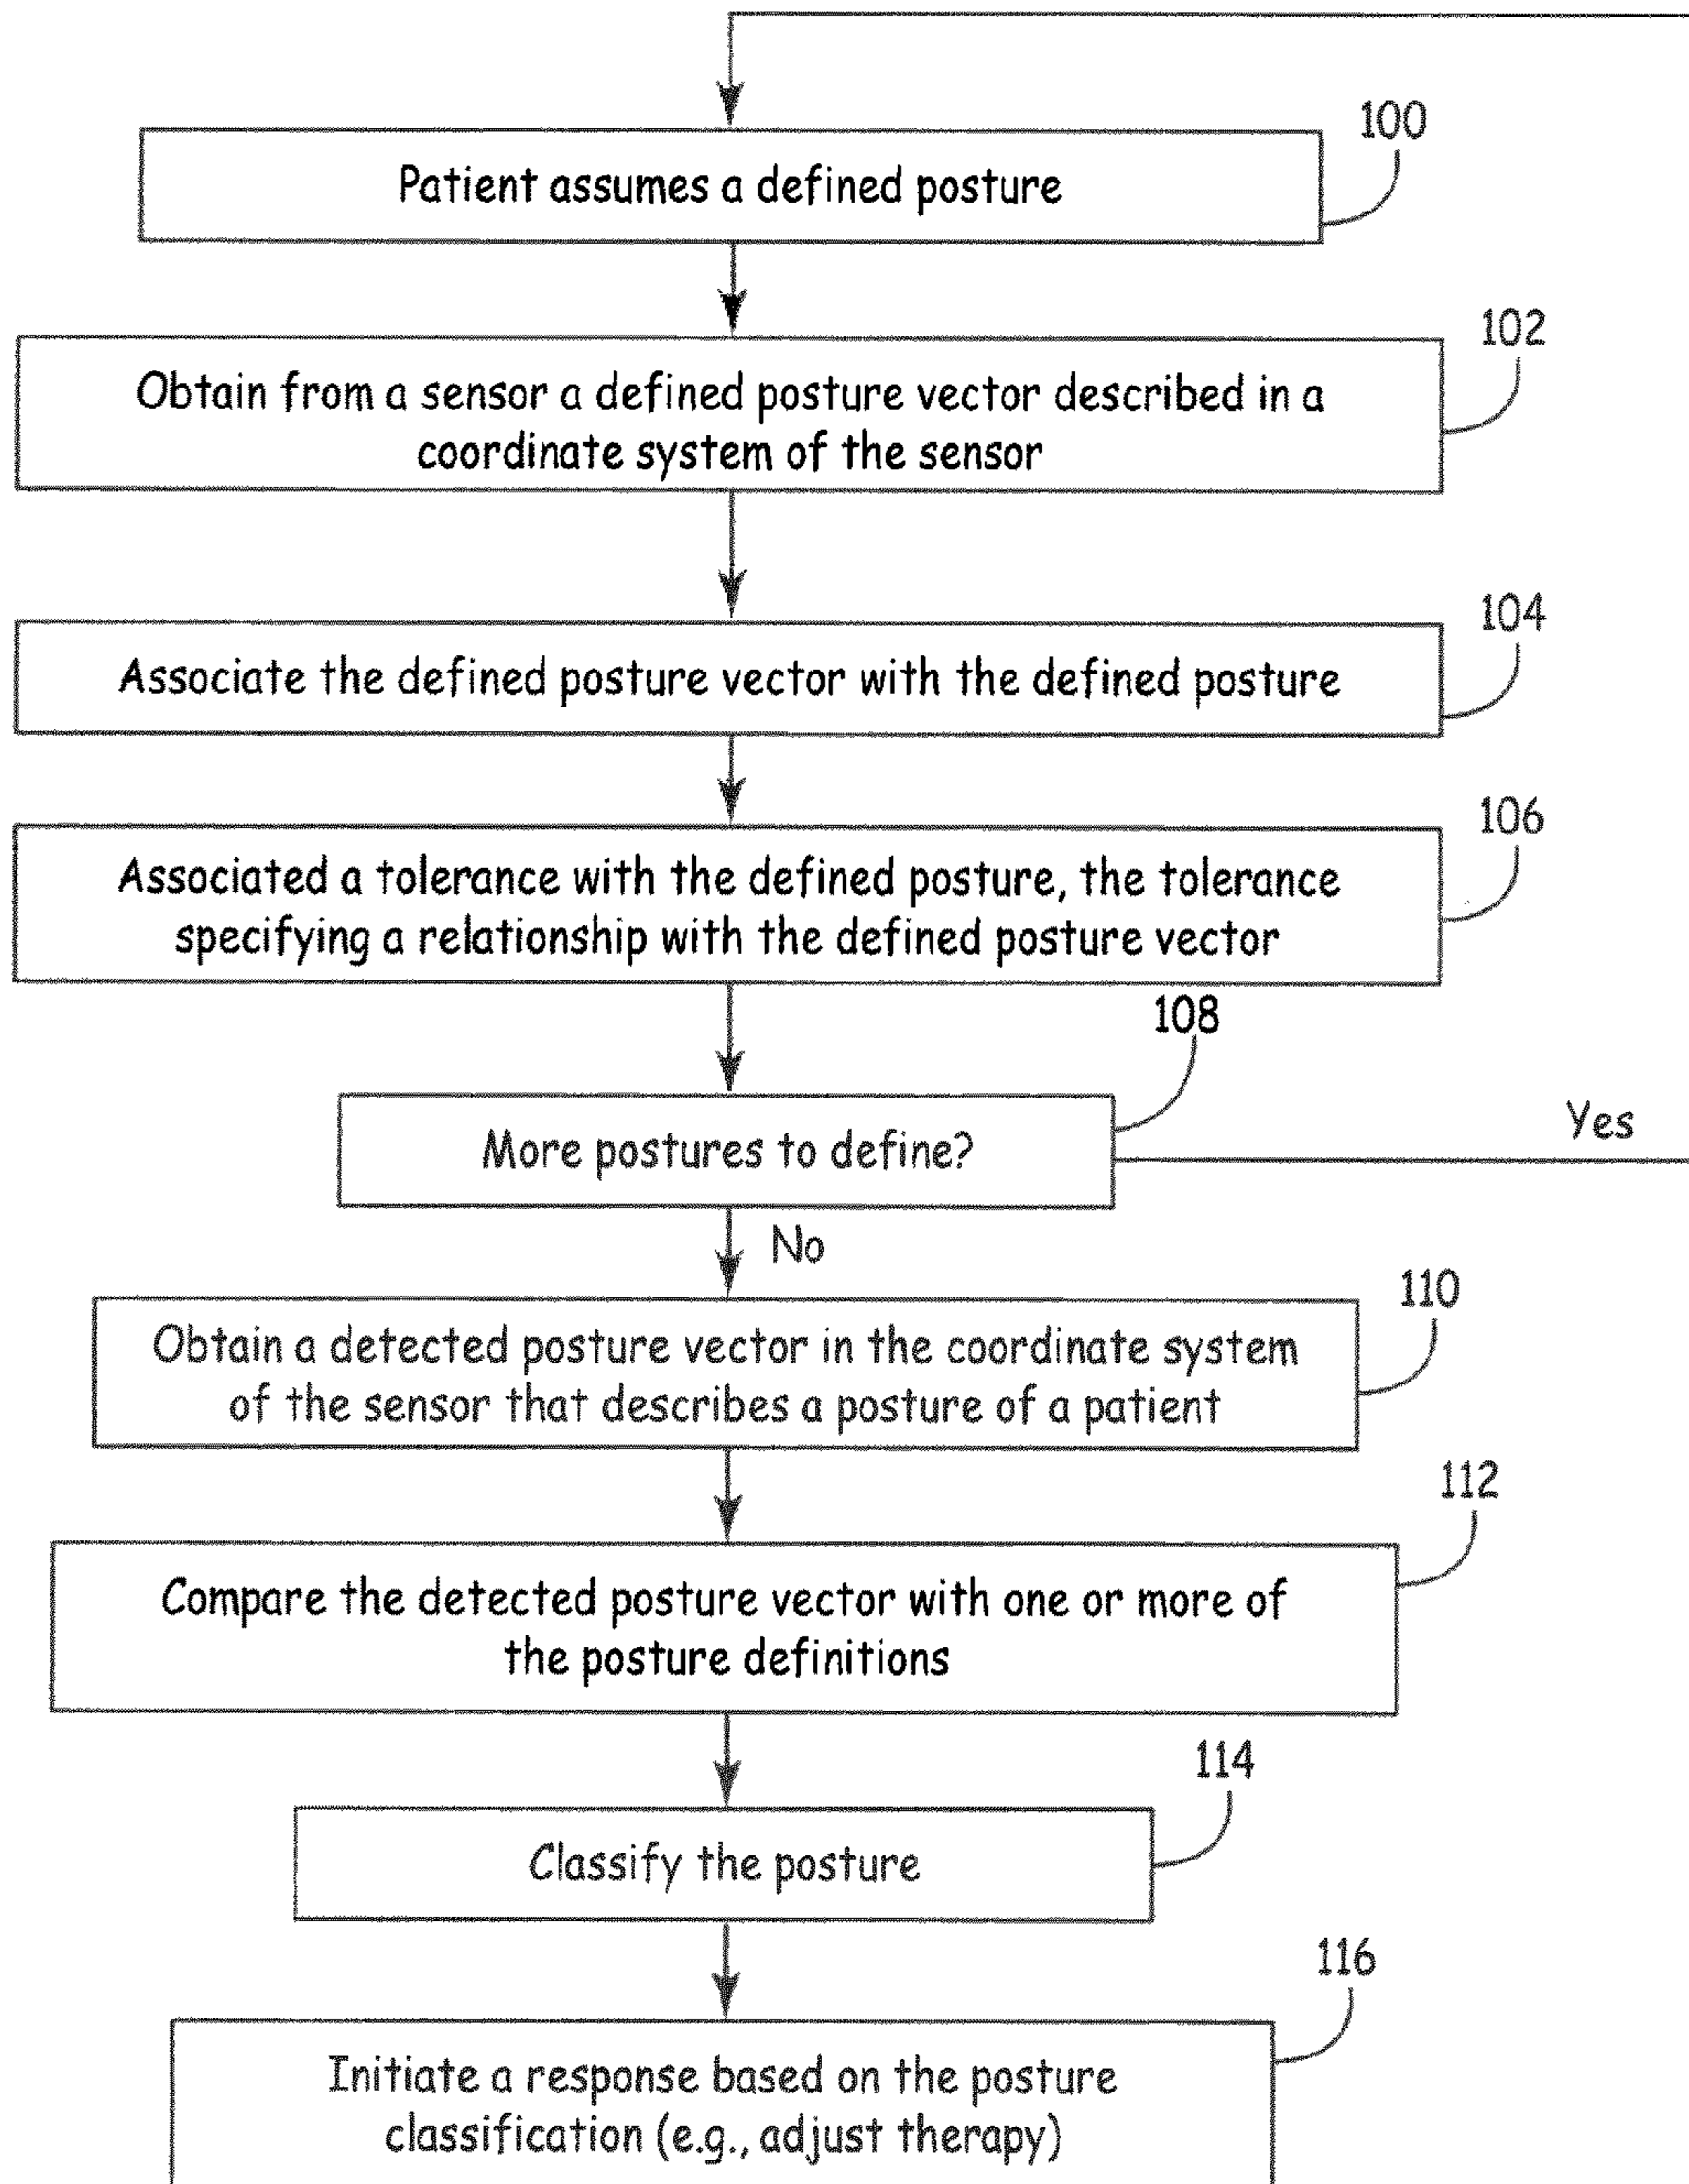 100
Patient assumes a defined posture
102
Obtain from a sensor a defined posture vector described in a
coordinate system of the sensor
104
Associate the defined posture vector with the defined posture
106
Associated a tolerance with the defined posture, the tolerance
specifying a relationship with the defined posture vector
108
More postures to define?
Yes
No
110
Obtain a detected posture vector in the coordinate system
of the sensor that describes a posture of a patient
112
Compare the detected posture vector with one or more of
the posture definitions
114
Classify the posture
116
Initiate a response based on the posture
classification (e.g., adjust therapy)